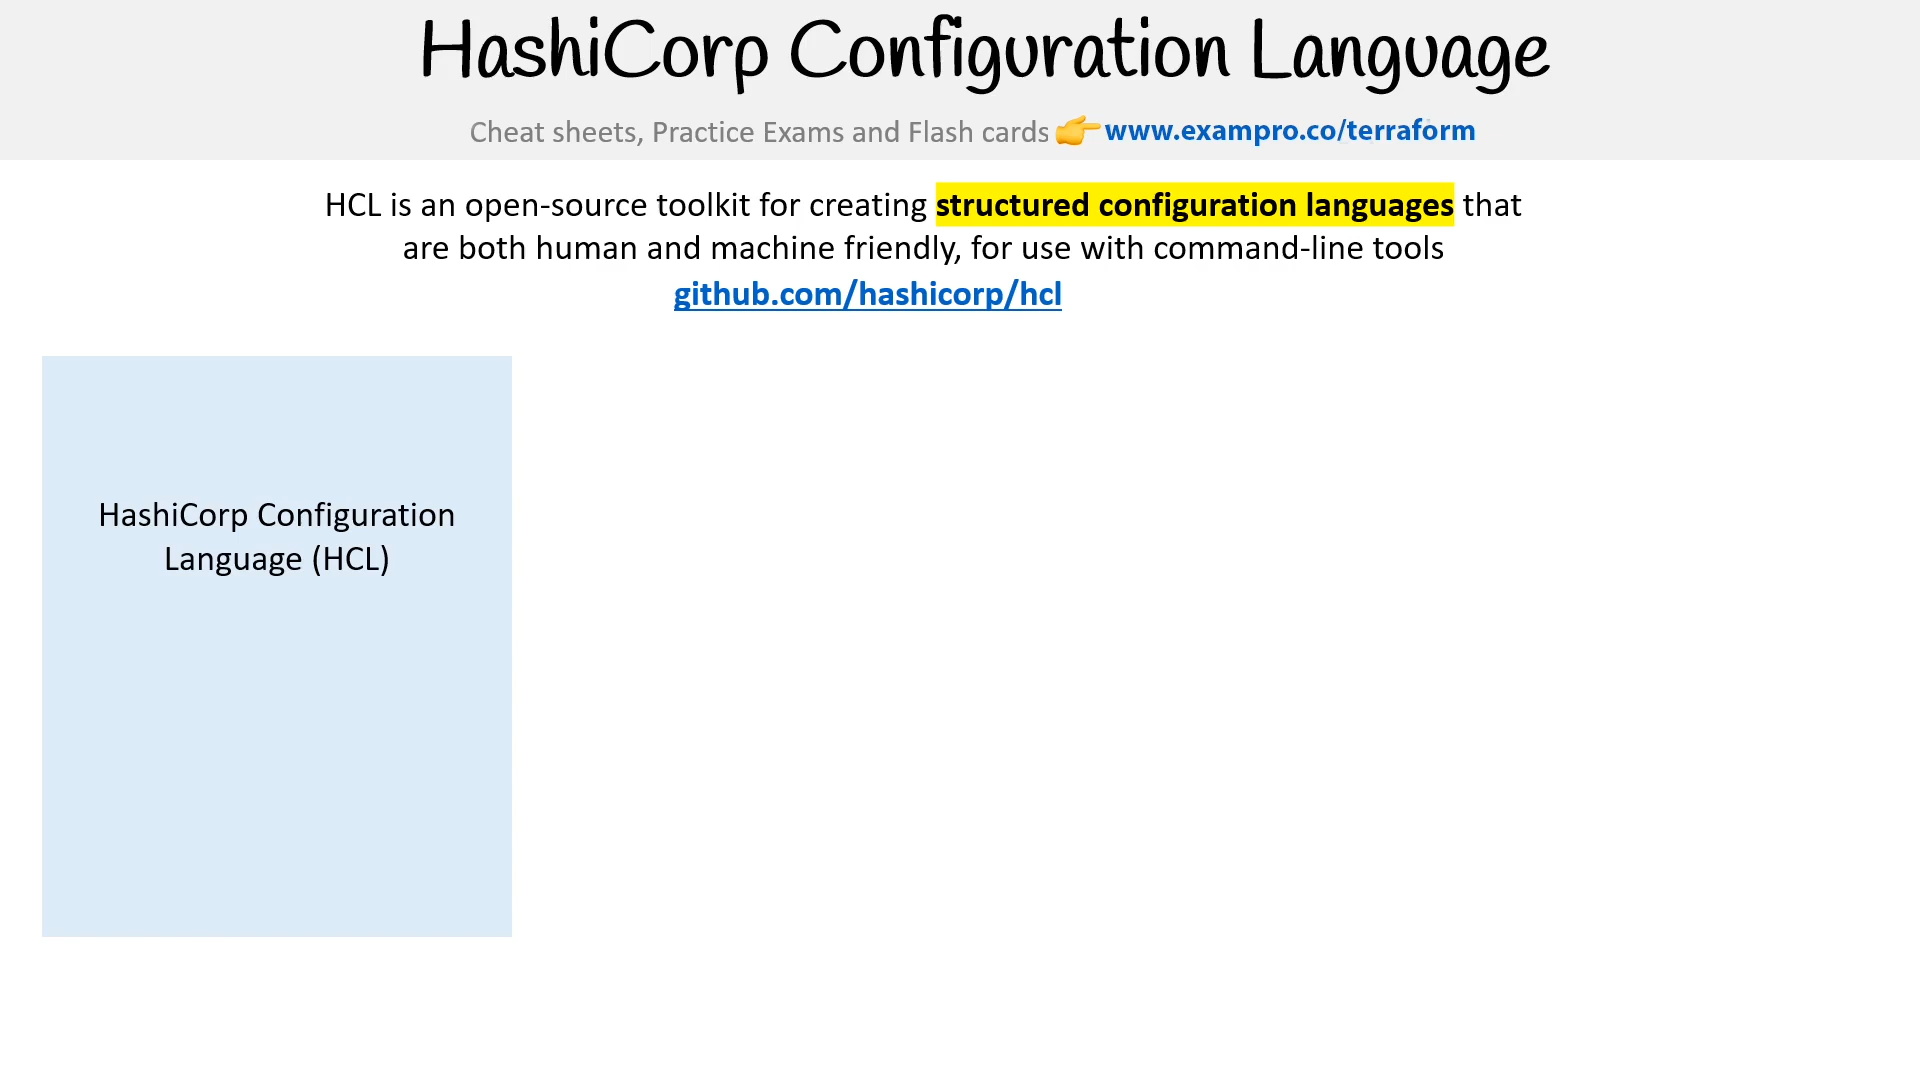 HashiCorp Configuration Language
Cheat sheets, Practice Exams and Flash cards 👉 www.exampro.co/terraform
HCL is an open-source toolkit for creating structured configuration languages that
are both human and machine friendly, for use with command-line tools
github.com/hashicorp/hcl
HashiCorp Configuration
Language (HCL)